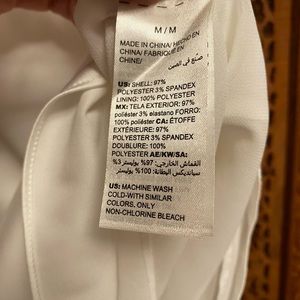 M / M
MADE IN CHINA/ HECHO EN
CHINA/ FABRIQUÉ EN
CHINE/
صنع في الصين
US: SHELL: 97%
POLYESTER 3% SPANDEX
LINING: 100% POLYESTER
MX: TELA EXTERIOR: 97%
poliéster 3% elastano FORRO:
100% poliéster CA: ÉTOFFE
EXTÉRIEURE: 97%
POLYESTER 3% SPANDEX
DOUBLURE: 100%
POLYESTER AE/KW/SA:
القماش الخارجي: 97% بوليستر 3%
سبانديكس البطانة: 100% بوليستر
US: MACHINE WASH
COLD-WITH SIMILAR
COLORS, ONLY
NON-CHLORINE BLEACH